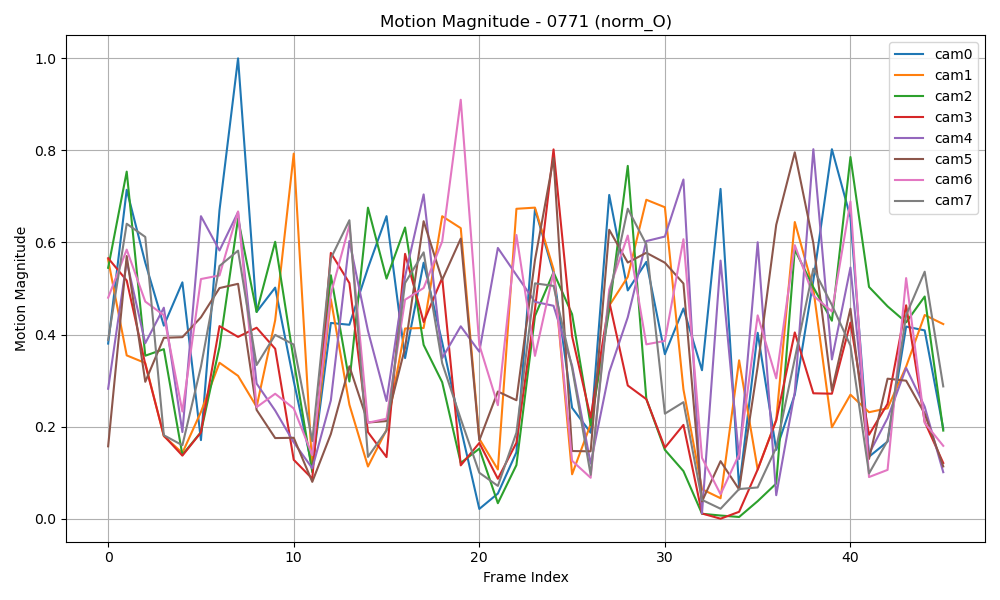 Motion Magnitude - 0771 (norm_O)
1.0
0.8
0.6
0.4
0.2
0.0
Motion Magnitude
0
10
20
30
40
Frame Index
cam0
cam1
cam2
cam3
cam4
cam5
cam6
cam7